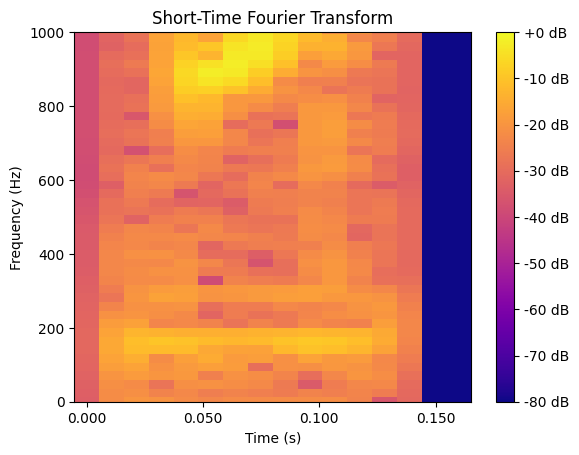 Short-Time Fourier Transform
1000
800
600
400
200
0
Frequency (Hz)
0.000
0.050
0.100
0.150
Time (s)
+0 dB
-10 dB
-20 dB
-30 dB
-40 dB
-50 dB
-60 dB
-70 dB
-80 dB